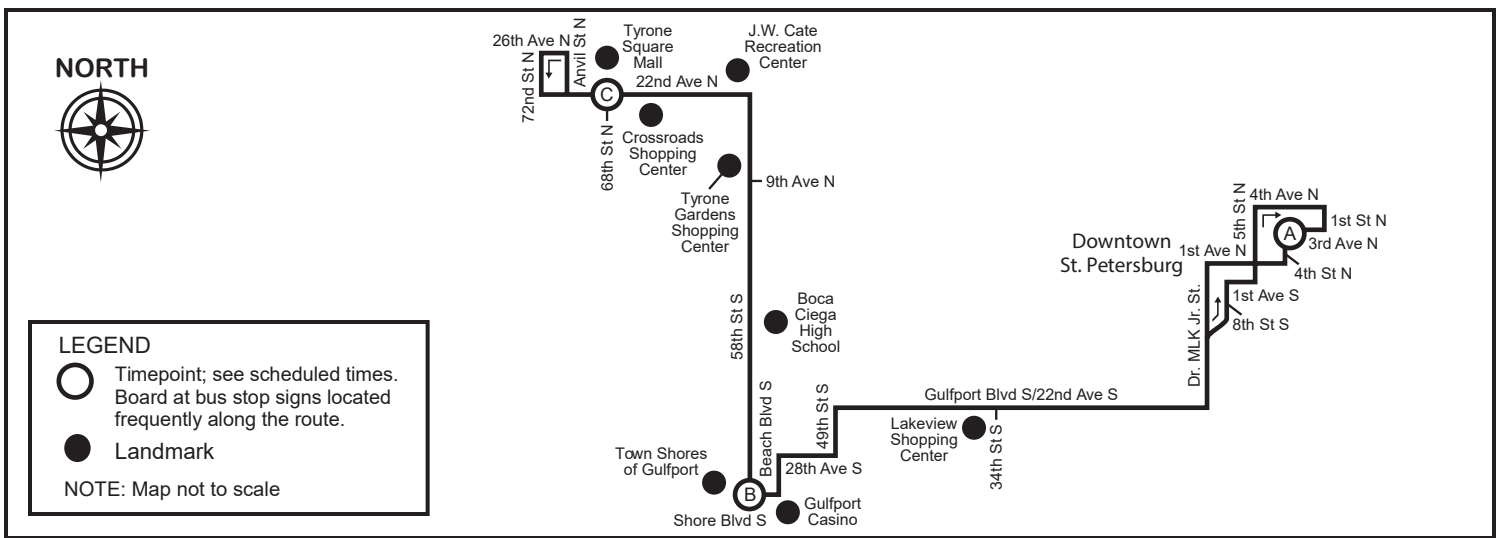 NORTH
26th Ave N
Anvil St N
72nd St N
Tyrone
Square
Mall
J.W. Cate
Recreation
Center
C
22nd Ave N
68th St N
Crossroads
Shopping
Center
9th Ave N
Tyrone
Gardens
Shopping
Center
58th St S
Boca
Ciega
High
School
Beach Blvd S
49th St S
Town Shores
of Gulfport
B
28th Ave S
Shore Blvd S
Gulfport
Casino
Gulfport Blvd S/22nd Ave S
Lakeview
Shopping
Center
34th St S
Downtown
St. Petersburg
1st Ave N
5th St N
4th Ave N
1st St N
A
3rd Ave N
4th St N
1st Ave S
8th St S
Dr. MLK Jr. St.
LEGEND
Timepoint; see scheduled times.
Board at bus stop signs located
frequently along the route.
Landmark
NOTE: Map not to scale